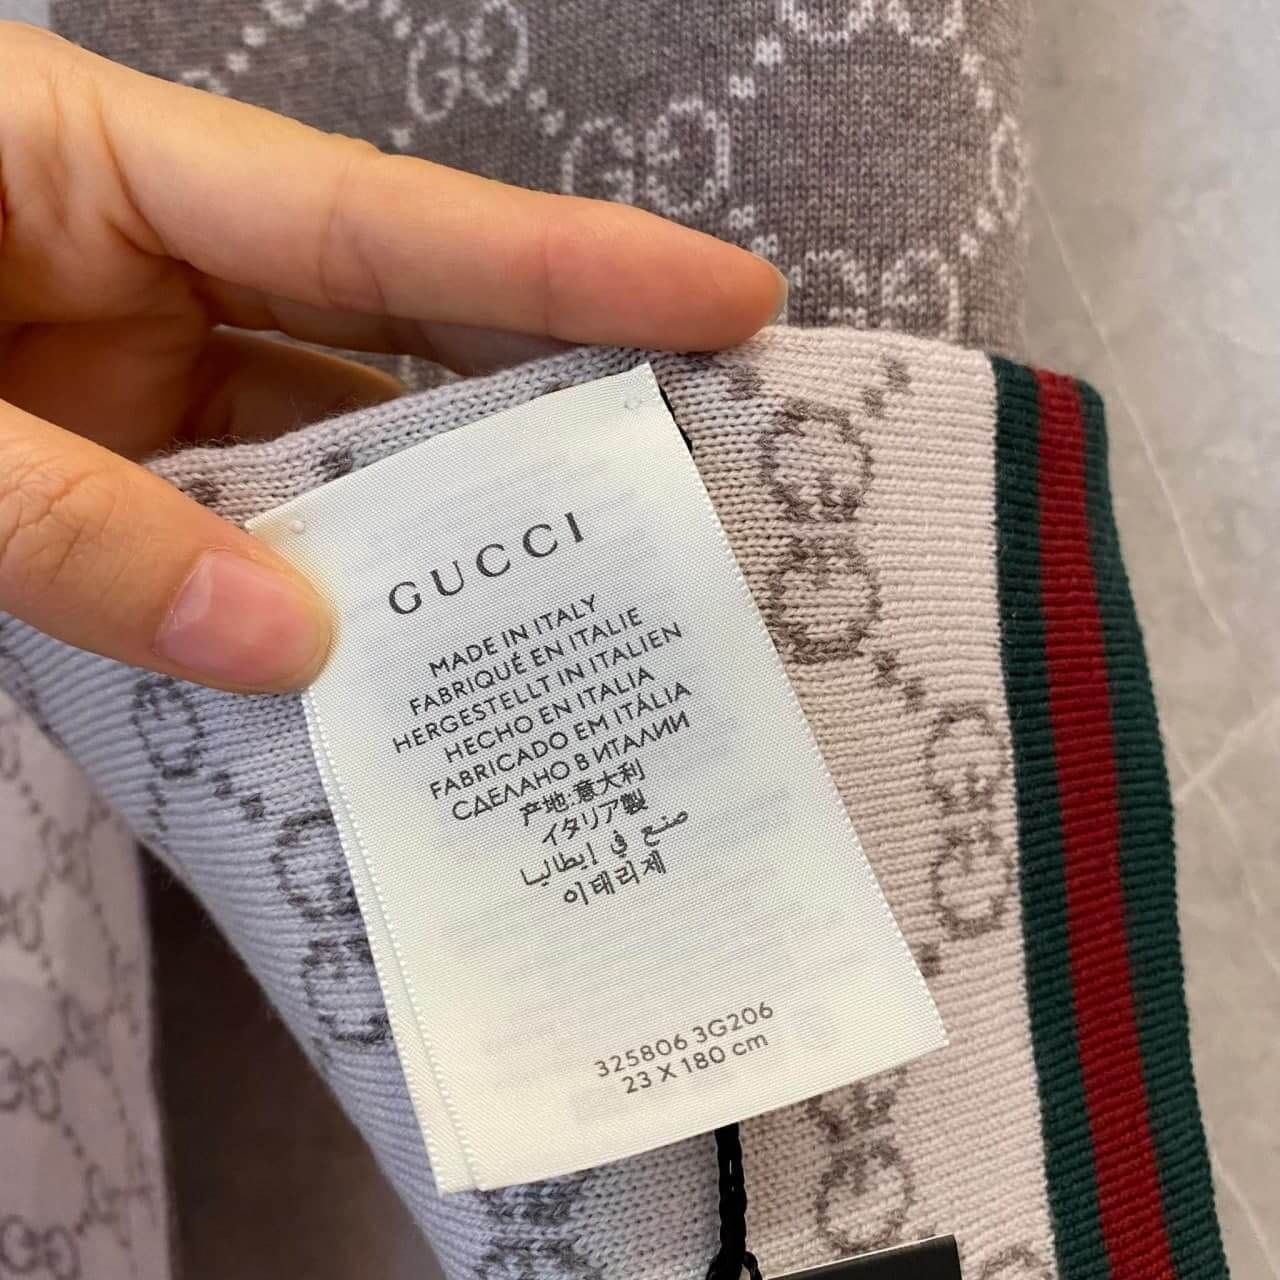 GUCCI
MADE IN ITALY
FABRIQUÉ EN ITALIE
HERGESTELLT IN ITALIEN
HECHO EN ITALIA
FABRICADO EM ITÁLIA
СДЕЛАНО В ИТАЛИИ
产地:意大利
イタリア製
صنع في إيطاليا
이태리제
325806 3G206
23 X 180 cm